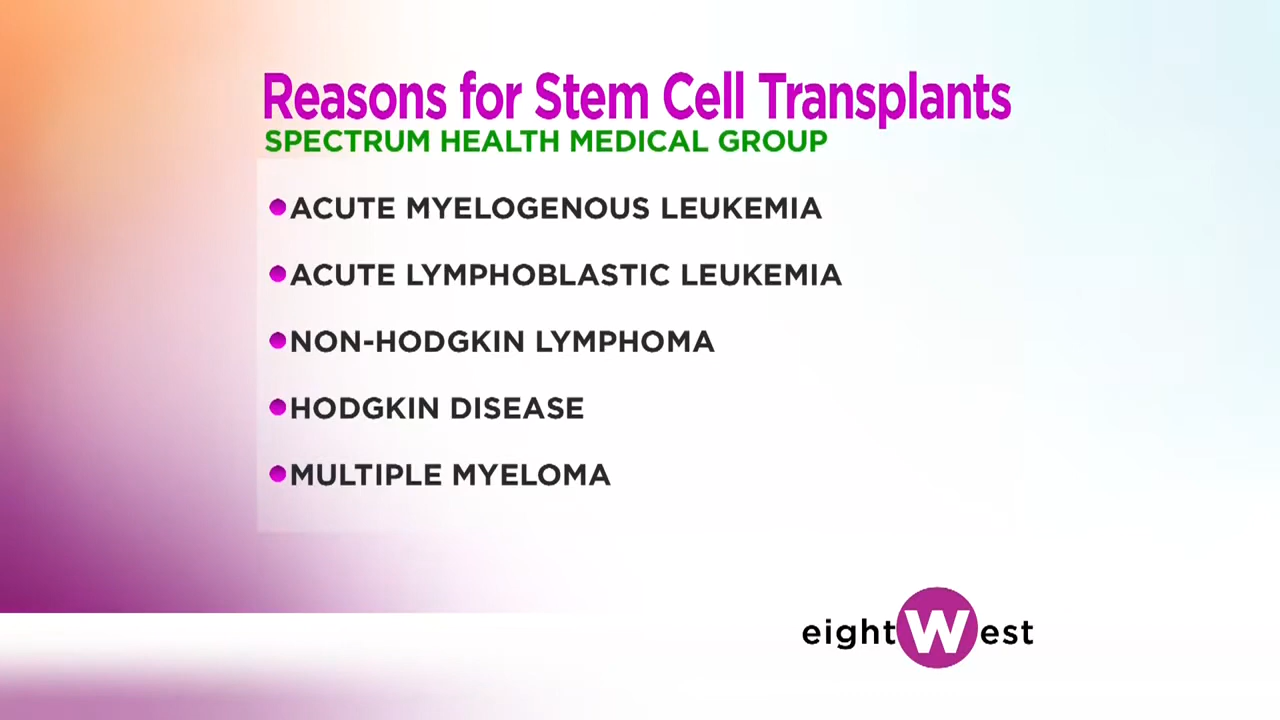 Reasons for Stem Cell Transplants
SPECTRUM HEALTH MEDICAL GROUP
ACUTE MYELOGENOUS LEUKEMIA
ACUTE LYMPHOBLASTIC LEUKEMIA
NON-HODGKIN LYMPHOMA
HODGKIN DISEASE
MULTIPLE MYELOMA
eightWest